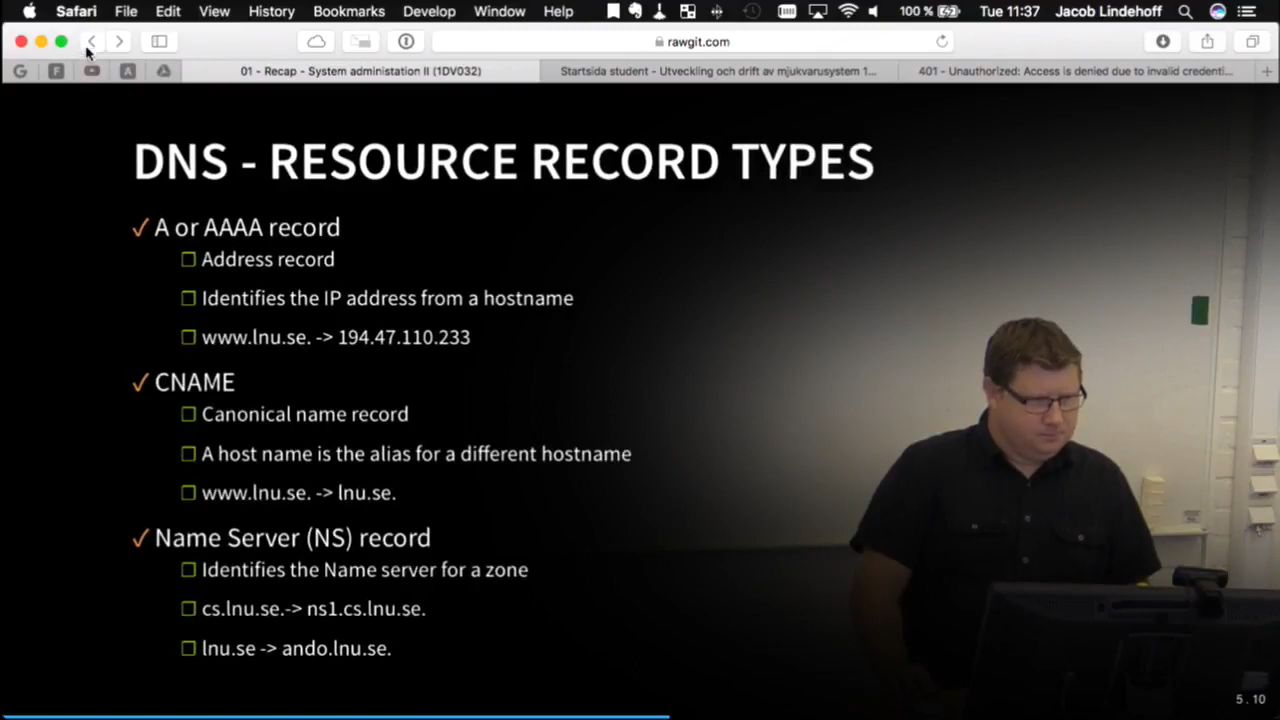 Safari File Edit View History Bookmarks Develop Window Help 100 % Tue 11:37 Jacob Lindehoff
rawgit.com
G F A 01 - Recap - System administation II (1DV032) Startsida student - Utveckling och drift av mjukvarusystem 1... 401 - Unauthorized: Access is denied due to invalid credenti...
DNS - RESOURCE RECORD TYPES
✓ A or AAAA record
Address record
Identifies the IP address from a hostname
www.lnu.se. -> 194.47.110.233
✓ CNAME
Canonical name record
A host name is the alias for a different hostname
www.lnu.se. -> lnu.se.
✓ Name Server (NS) record
Identifies the Name server for a zone
cs.lnu.se.-> ns1.cs.lnu.se.
lnu.se -> ando.lnu.se.
5 . 10